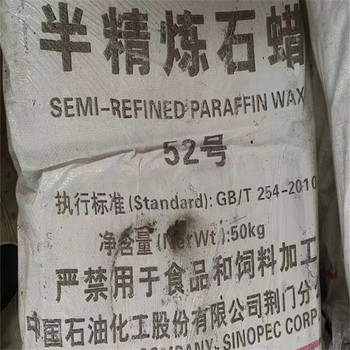 半精炼石蜡
SEMI-REFINED PARAFFIN WAX
52号
执行标准(Standard): GB/T 254-2010
净含量(NetWt.):50kg
严禁用于食品和饲料加工
中国石油化工股份有限公司荆门分
COMPANY, SINOPEC CORP.